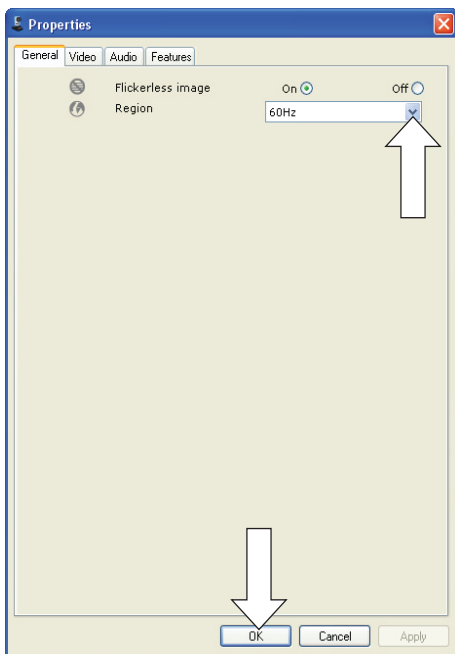 Properties
General Video Audio Features
Flickerless image On Off
Region 60Hz
OK Cancel Apply